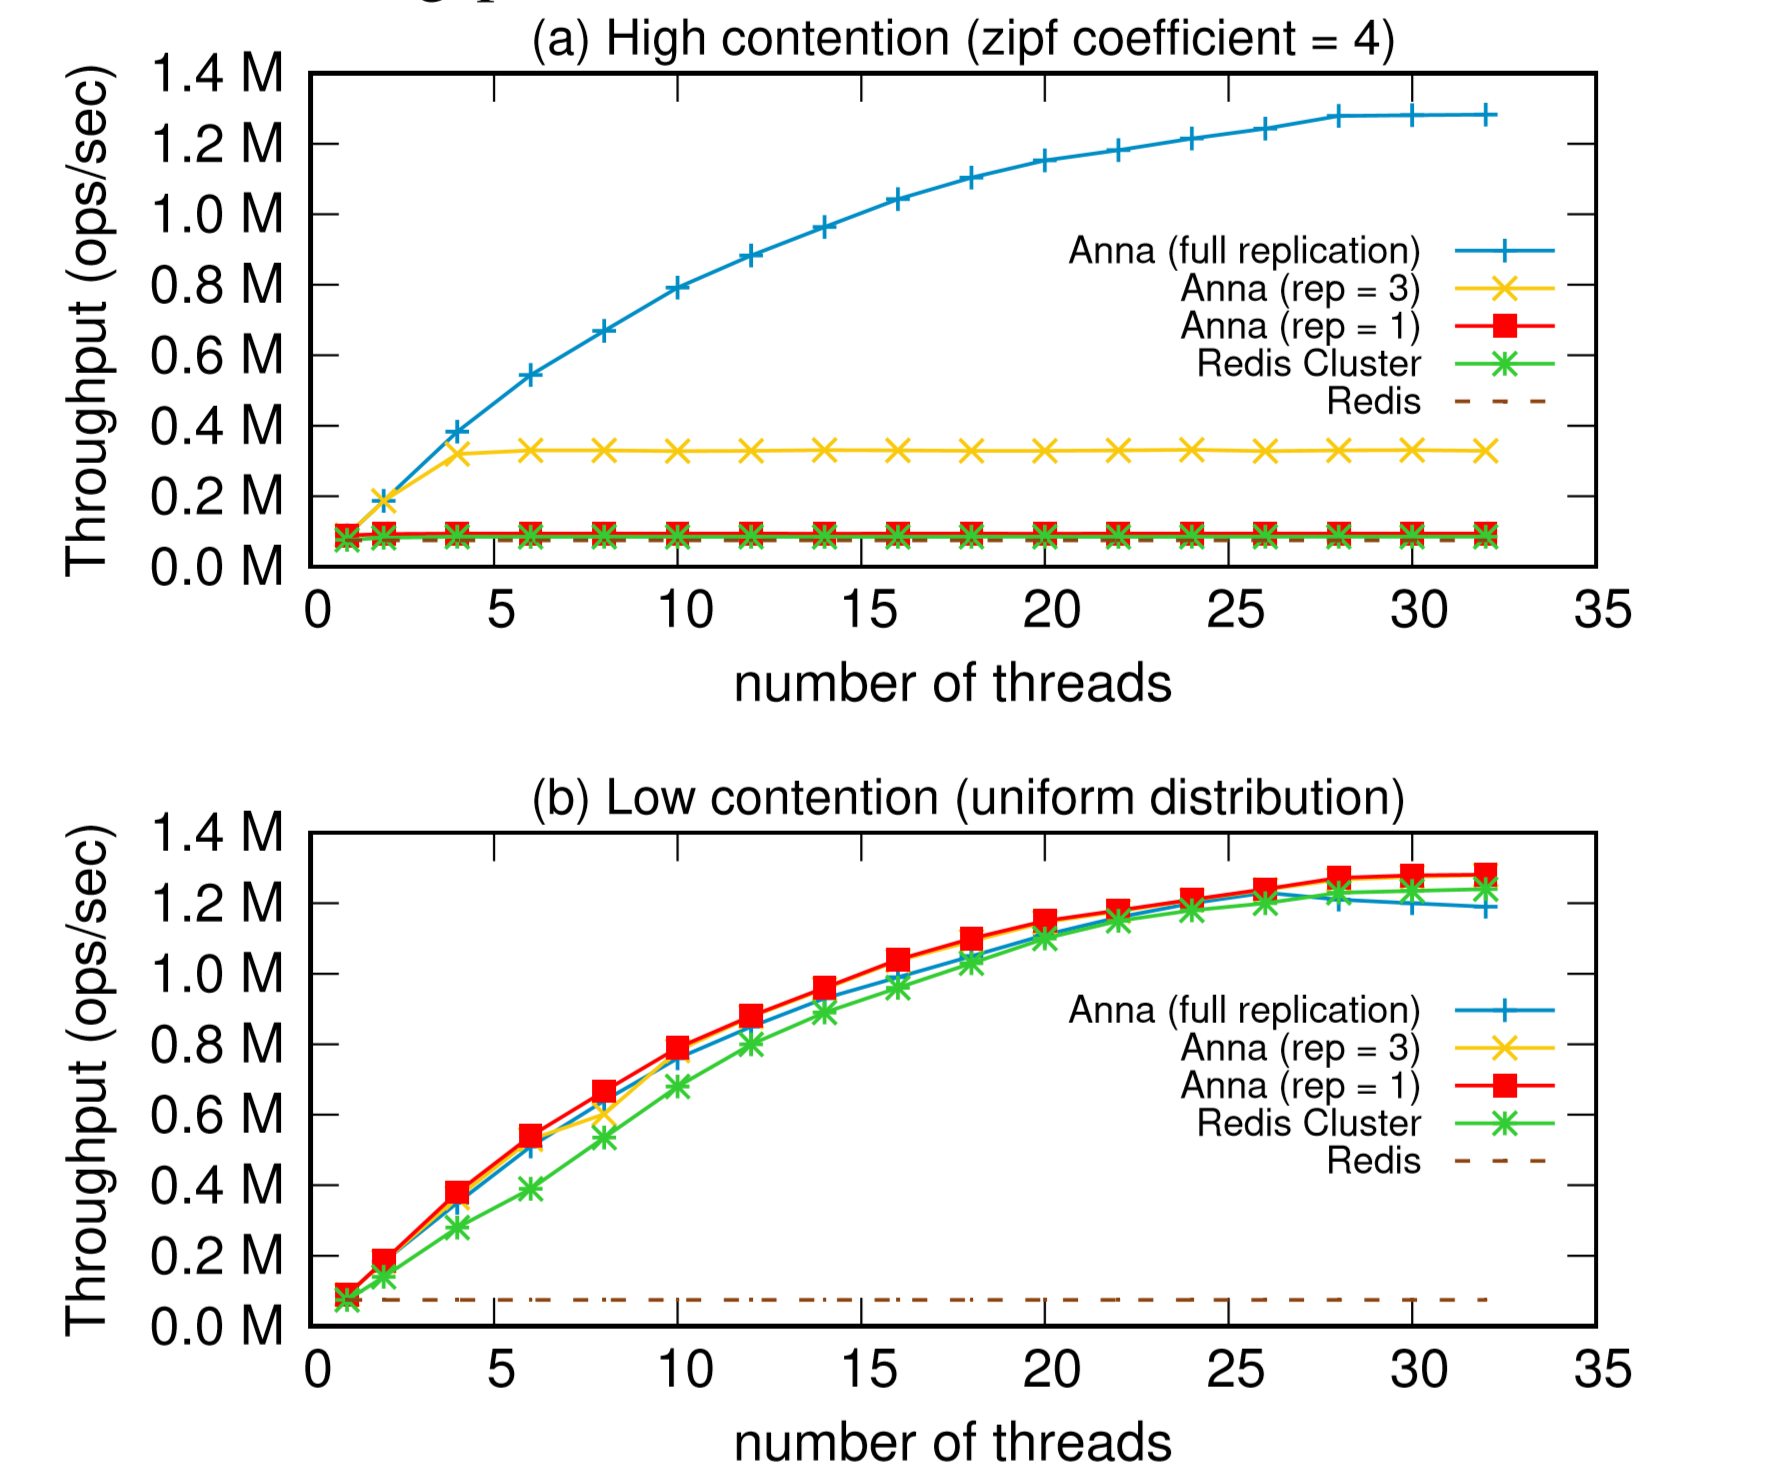 (a) High contention (zipf coefficient = 4)
Throughput (ops/sec)
1.4 M
1.2 M
1.0 M
0.8 M
0.6 M
0.4 M
0.2 M
0.0 M
Anna (full replication)
Anna (rep = 3)
Anna (rep = 1)
Redis Cluster
Redis
0 5 10 15 20 25 30 35
number of threads
(b) Low contention (uniform distribution)
Throughput (ops/sec)
1.4 M
1.2 M
1.0 M
0.8 M
0.6 M
0.4 M
0.2 M
0.0 M
Anna (full replication)
Anna (rep = 3)
Anna (rep = 1)
Redis Cluster
Redis
0 5 10 15 20 25 30 35
number of threads